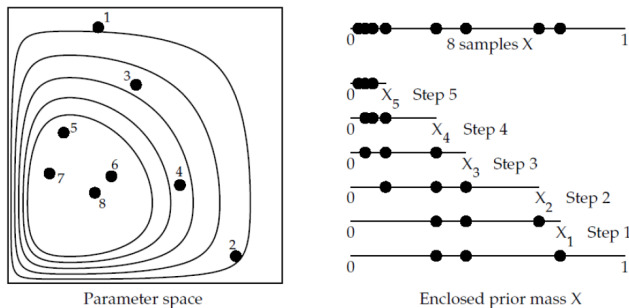 1
3
5
6
4
7
8
2
Parameter space
0 8 samples X 1
0 X5 Step 5
0 X4 Step 4
0 X3 Step 3
0 X2 Step 2
0 X1 Step 1
0 1
Enclosed prior mass X